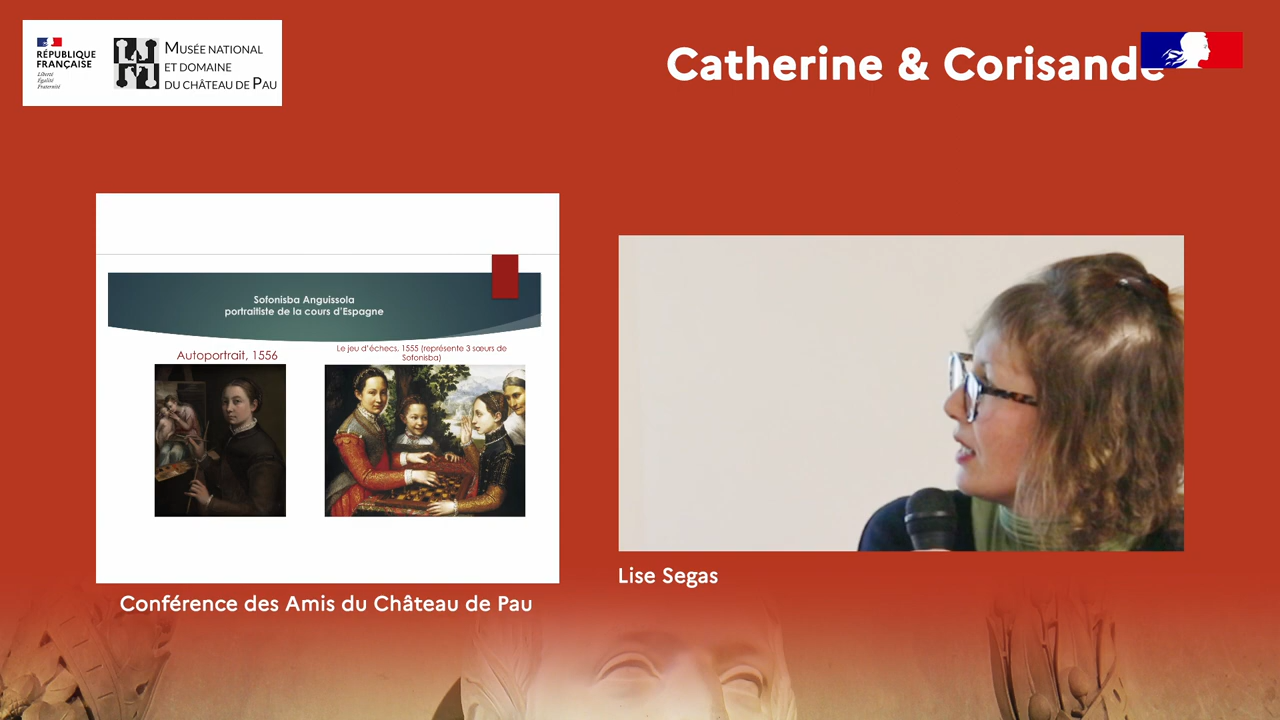 RÉPUBLIQUE
FRANÇAISE
Liberté
Égalité
Fraternité
MUSÉE NATIONAL
ET DOMAINE
DU CHÂTEAU DE PAU
Catherine & Corisande
Sofonisba Anguissola
portraitiste de la cours d'Espagne
Autoportrait, 1556
Le jeu d'échecs, 1555 (représente 3 sœurs de
Sofonisba)
Lise Segas
Conférence des Amis du Château de Pau